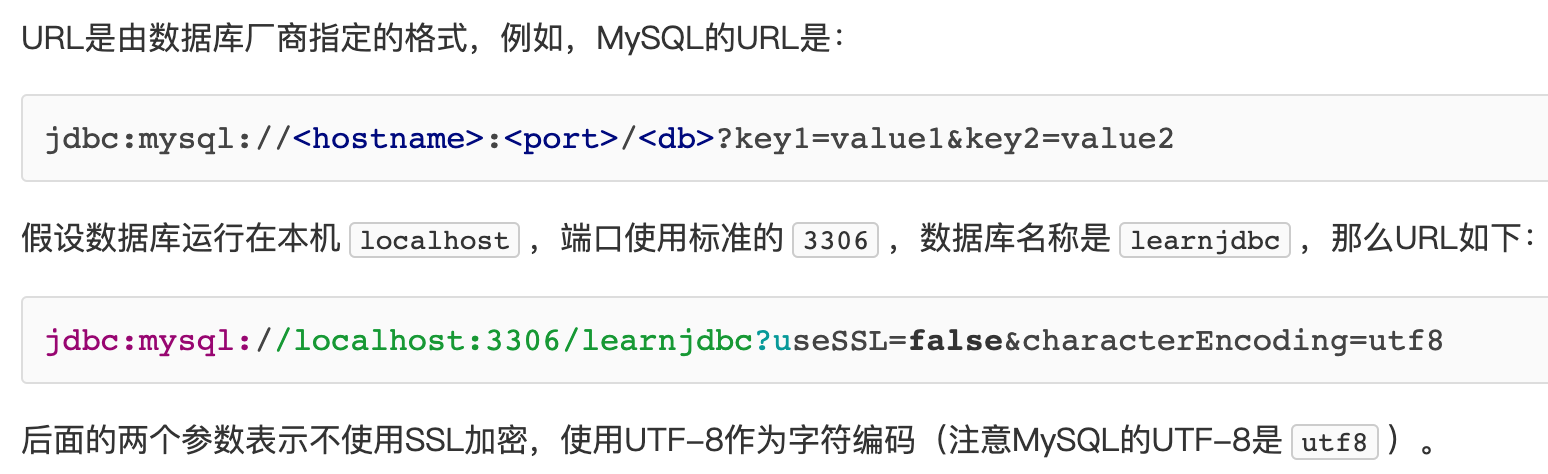 URL是由数据库厂商指定的格式，例如，MySQL的URL是：
jdbc:mysql://<hostname>:<port>/<db>?key1=value1&key2=value2
假设数据库运行在本机 localhost ，端口使用标准的 3306 ，数据库名称是 learnjdbc ，那么URL如下：
jdbc:mysql://localhost:3306/learnjdbc?useSSL=false&characterEncoding=utf8
后面的两个参数表示不使用SSL加密，使用UTF-8作为字符编码（注意MySQL的UTF-8是 utf8 ）。